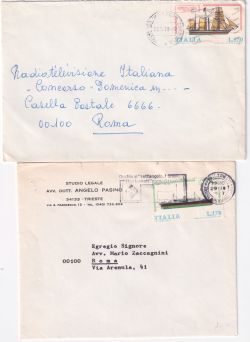 ITALIA L.170
Radiotelevisione Italiana
- Concorso - Domenica in ---
Casella Postale 6666.
00100 Roma
STUDIO LEGALE
AVV. DOTT. ANGELO PASINO
34133 - TRIESTE
ITALIA L.170
Egregio Signore
Avv. Mario Zaccagnini
00100 Roma
Via Arenula, 41